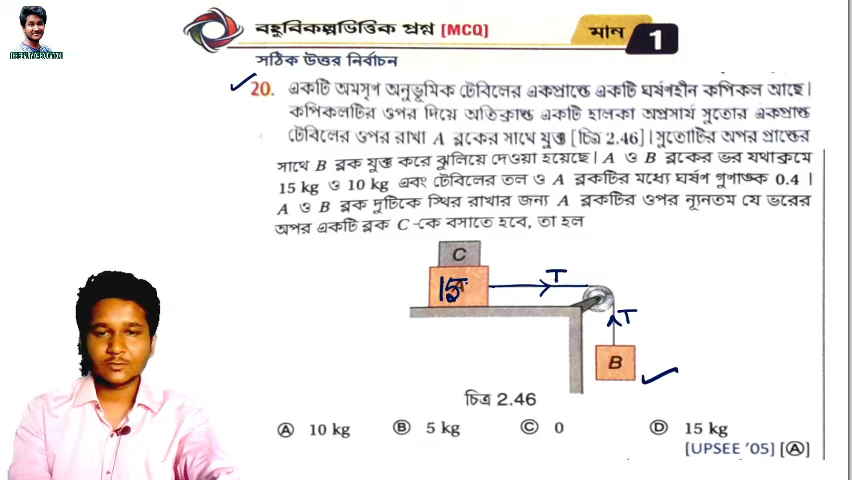 বহুবিকল্পভিত্তিক প্রশ্ন [MCQ]
মান 1
সঠিক উত্তর নির্বাচন
20. একটি অমসৃণ অনুভূমিক টেবিলের একপ্রান্তে একটি ঘর্ষণহীন কপিকল আছে।
কপিকলটির ওপর দিয়ে অতিক্রান্ত একটি হালকা অপ্রসার্য সুতোর একপ্রান্ত
টেবিলের ওপর রাখা A ব্লকের সাথে যুক্ত [চিত্র 2.46]। সুতোটির অপর প্রান্তের
সাথে B ব্লক যুক্ত করে ঝুলিয়ে দেওয়া হয়েছে। A ও B ব্লকের ভর যথাক্রমে
15 kg ও 10 kg এবং টেবিলের তল ও A ব্লকটির মধ্যে ঘর্ষণ গুণাঙ্ক 0.4 |
A ও B ব্লক দুটিকে স্থির রাখার জন্য A ব্লকটির ওপর ন্যূনতম যে ভরের
অপর একটি ব্লক C-কে বসাতে হবে, তা হল
C
T
T
B
চিত্র 2.46
A 10 kg B 5 kg C 0 D 15 kg
[UPSEE '05] [A]